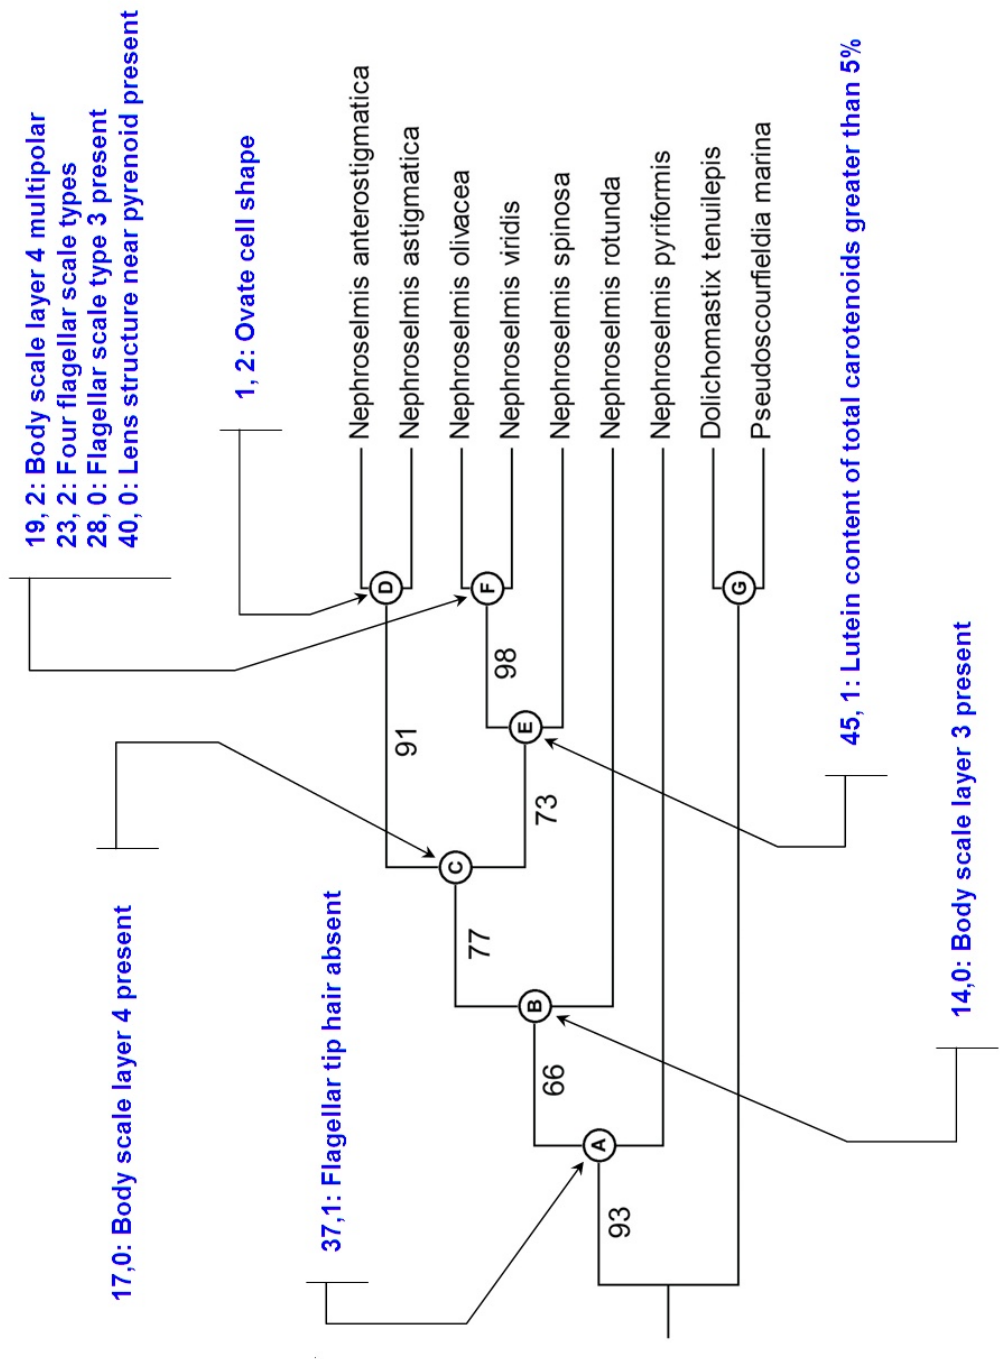 19, 2: Body scale layer 4 multipolar
23, 2: Four flagellar scale types
28, 0: Flagellar scale type 3 present
40, 0: Lens structure near pyrenoid present
17,0: Body scale layer 4 present
1, 2: Ovate cell shape
37,1: Flagellar tip hair absent
Nephroselmis anterostigmatica
Nephroselmis astigmatica
Nephroselmis olivacea
Nephroselmis viridis
Nephroselmis spinosa
Nephroselmis rotunda
Nephroselmis pyriformis
Dolichomastix tenuilepis
Pseudoscourfieldia marina
D
91
C
F
77
98
E
B
73
66
A
93
G
45, 1: Lutein content of total carotenoids greater than 5%
14,0: Body scale layer 3 present